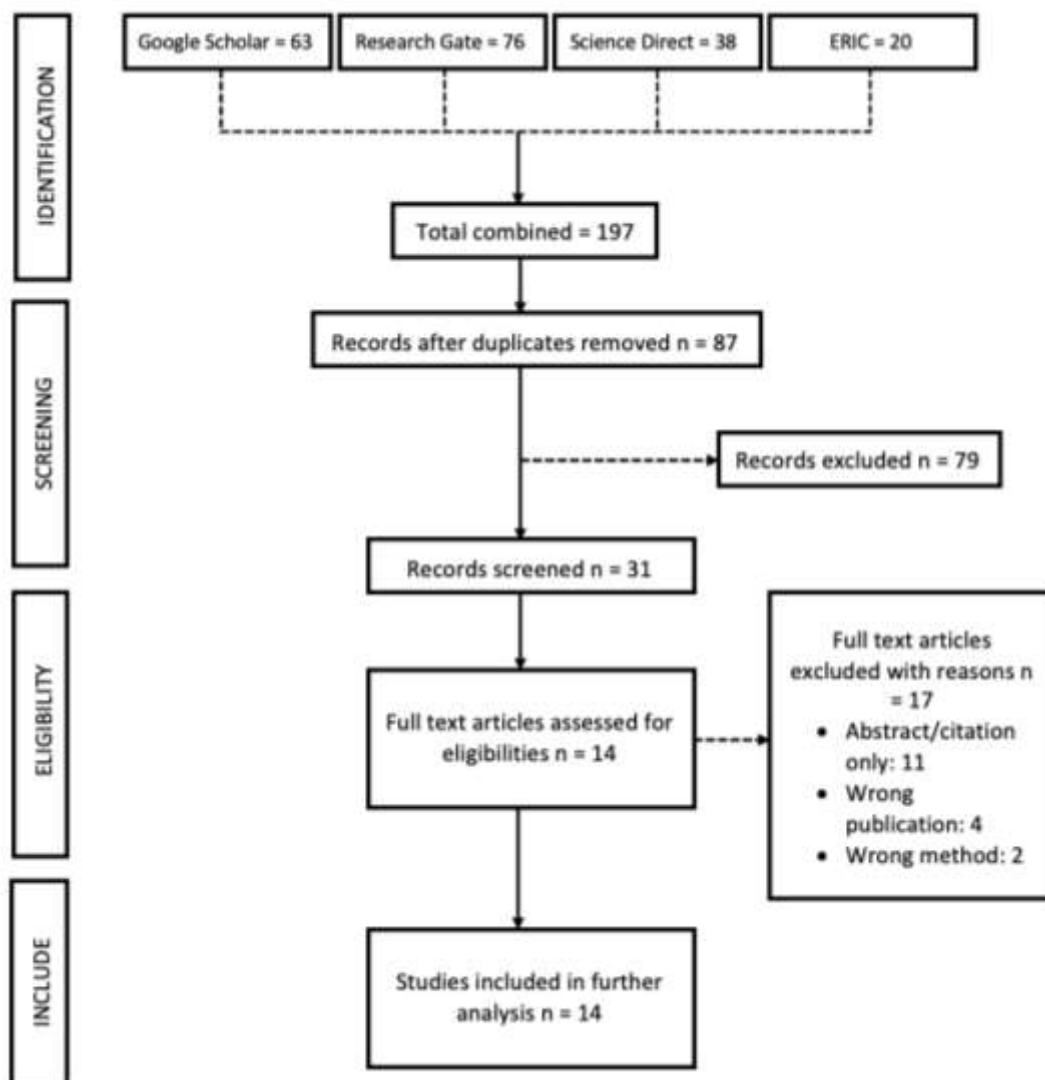 IDENTIFICATION
Google Scholar = 63
Research Gate = 76
Science Direct = 38
ERIC = 20
Total combined = 197
SCREENING
Records after duplicates removed n = 87
Records excluded n = 79
Records screened n = 31
ELIGIBILITY
Full text articles assessed for
eligibilities n = 14
Full text articles
excluded with reasons n
= 17
• Abstract/citation
only: 11
• Wrong
publication: 4
• Wrong method: 2
INCLUDE
Studies included in further
analysis n = 14